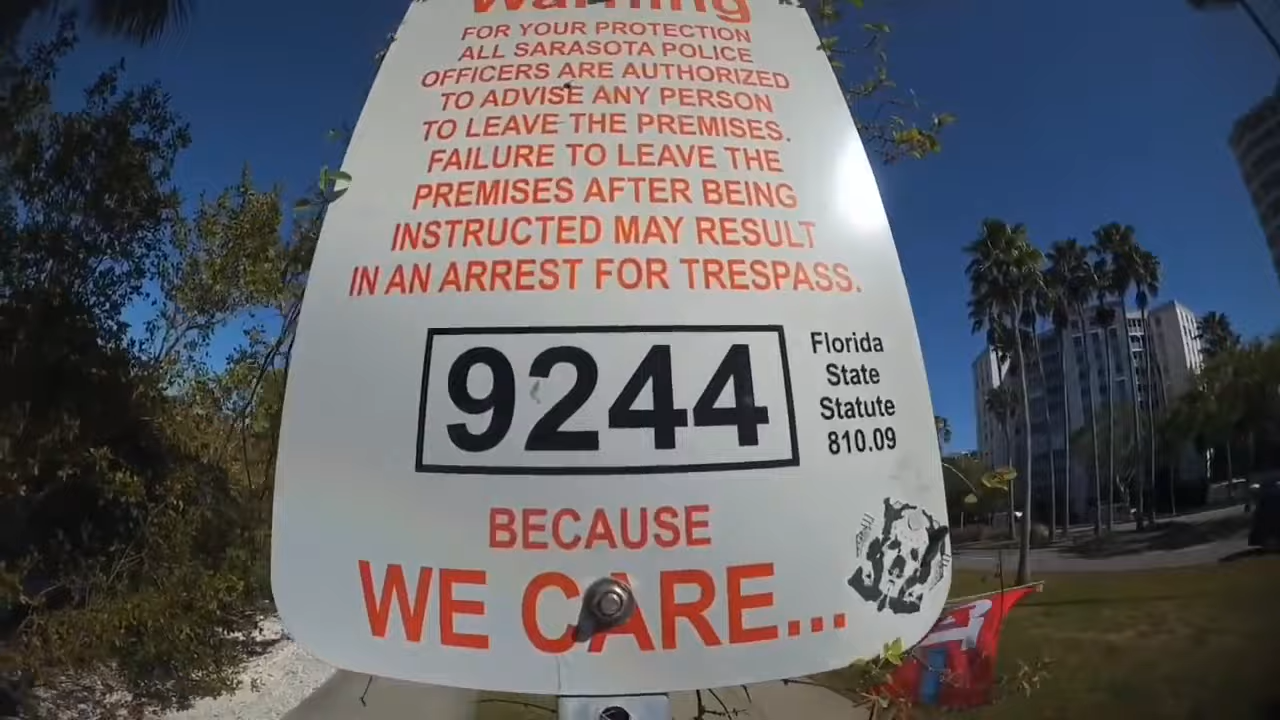 Warning
FOR YOUR PROTECTION
ALL SARASOTA POLICE
OFFICERS ARE AUTHORIZED
TO ADVISE ANY PERSON
TO LEAVE THE PREMISES.
FAILURE TO LEAVE THE
PREMISES AFTER BEING
INSTRUCTED MAY RESULT
IN AN ARREST FOR TRESPASS.
9244
Florida
State
Statute
810.09
BECAUSE
WE CARE...